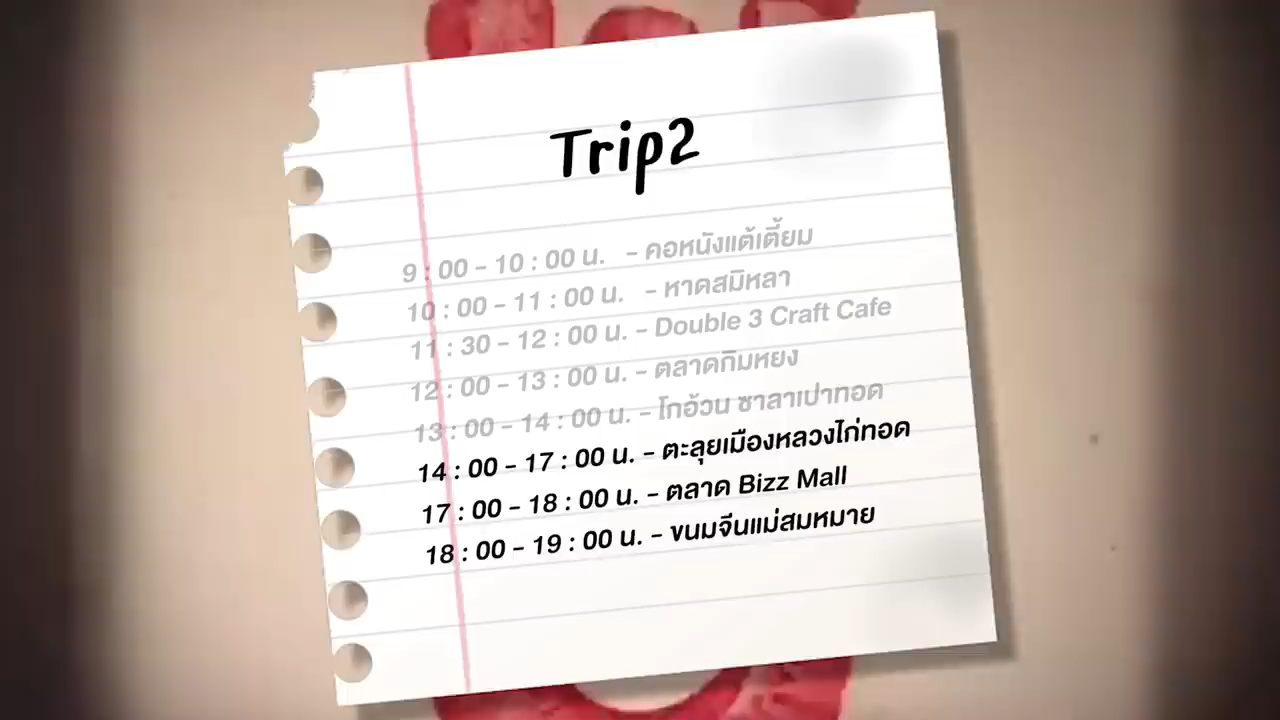 Trip2
9 : 00 - 10 : 00 น. - คอหนังแต้เตี้ยม
10 : 00 - 11 : 00 น. - หาดสมิหลา
11 : 30 - 12 : 00 น. - Double 3 Craft Cafe
12 : 00 - 13 : 00 น. - ตลาดกิมหยง
13 : 00 - 14 : 00 น. - โกอ้วน ซาลาเปาทอด
14 : 00 - 17 : 00 น. - ตะลุยเมืองหลวงไก่ทอด
17 : 00 - 18 : 00 น. - ตลาด Bizz Mall
18 : 00 - 19 : 00 น. - ขนมจีนแม่สมหมาย